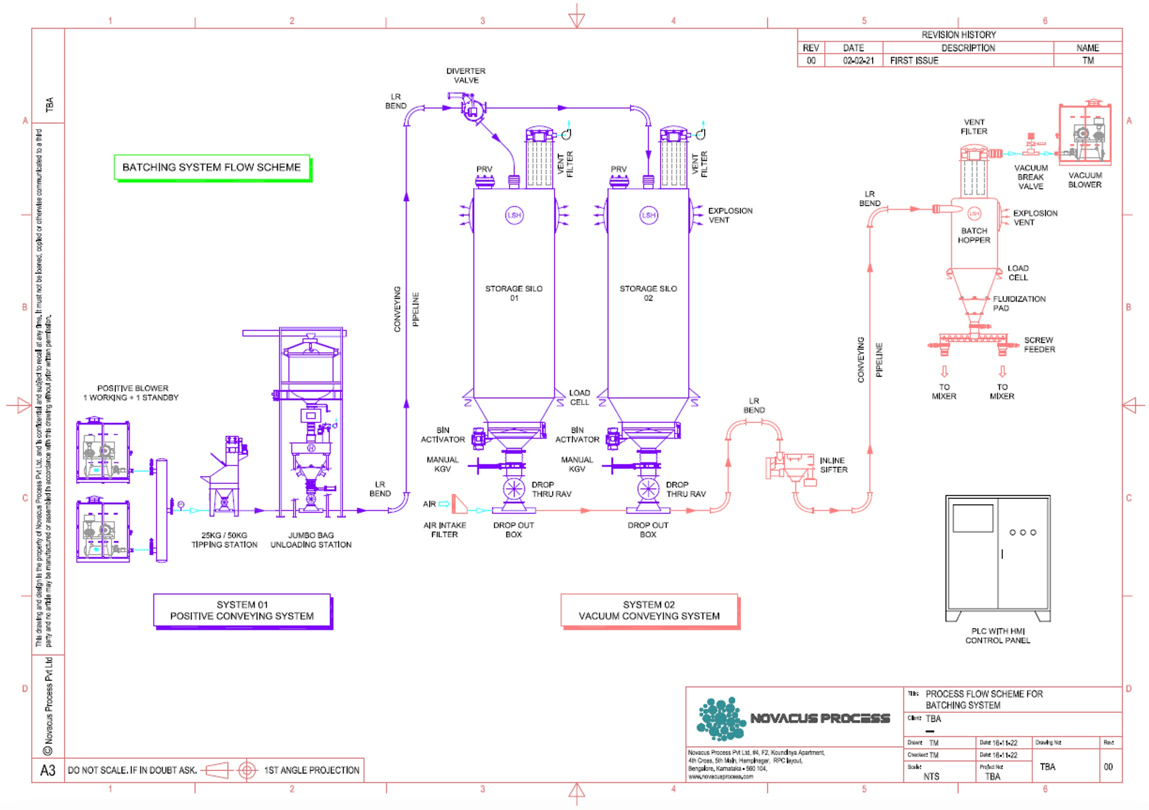 1 2 3 4 5 6
REVISION HISTORY
REV DATE DESCRIPTION NAME
00 02-02-21 FIRST ISSUE TM
TBA
This drawing and design is the property of Novacus Process Pvt Ltd. and is confidential and subject to recall at any time. It must not be loaned, copied or otherwise communicated to a third
party and no article may be manufactured or assembled in accordance with this drawing without prior written permission.
© Novacus Process Pvt Ltd
A
B
C
D
A
B
C
D
BATCHING SYSTEM FLOW SCHEME
DIVERTER
VALVE
LR
BEND
PRV
VENT
FILTER
PRV
VENT
FILTER
LSH
LSH
EXPLOSION
VENT
STORAGE SILO
01
STORAGE SILO
02
CONVEYING
PIPELINE
VENT
FILTER
VACUUM
BREAK
VALVE
VACUUM
BLOWER
LR
BEND
LSH
EXPLOSION
VENT
BATCH
HOPPER
LOAD
CELL
FLUIDIZATION
PAD
SCREW
FEEDER
TO
MIXER
TO
MIXER
CONVEYING
PIPELINE
POSITIVE BLOWER
1 WORKING + 1 STANDBY
LOAD
CELL
BIN
ACTIVATOR
BIN
ACTIVATOR
MANUAL
KGV
MANUAL
KGV
DROP
THRU RAV
DROP
THRU RAV
LR
BEND
LR
BEND
INLINE
SIFTER
AIR
AIR INTAKE
FILTER
DROP OUT
BOX
DROP OUT
BOX
25KG / 50KG
TIPPING STATION
JUMBO BAG
UNLOADING STATION
SYSTEM 01
POSITIVE CONVEYING SYSTEM
SYSTEM 02
VACUUM CONVEYING SYSTEM
PLC WITH HMI
CONTROL PANEL
NOVACUS PROCESS
Novacus Process Pvt Ltd, #4, F2, Koundinya Apartment,
4th Cross, 5th Main, Hampinagar, RPC layout,
Bengalore, Karnataka - 560 104,
www.novacusprocess.com
Title: PROCESS FLOW SCHEME FOR
BATCHING SYSTEM
Client: TBA
Drawn: TM Date: 16-11-22 Drawing No: Rev:
Checked: TM Date: 16-11-22
Scale: NTS Project No: TBA TBA 00
A3 DO NOT SCALE. IF IN DOUBT ASK. 1ST ANGLE PROJECTION
1 2 3 4 5 6